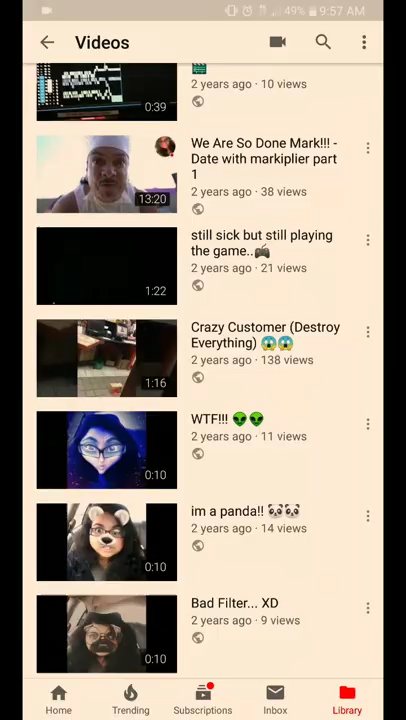 49% 9:57 AM
Videos
2 years ago · 10 views
0:39
We Are So Done Mark!!! -
Date with markiplier part
1
2 years ago · 38 views
13:20
still sick but still playing
the game..🎮
2 years ago · 21 views
1:22
Crazy Customer (Destroy
Everything) 😱😱
2 years ago · 138 views
1:16
WTF!!! 👽👽
2 years ago · 11 views
0:10
im a panda!! 🐼🐼
2 years ago · 14 views
0:10
Bad Filter... XD
2 years ago · 9 views
0:10
Home Trending Subscriptions Inbox Library